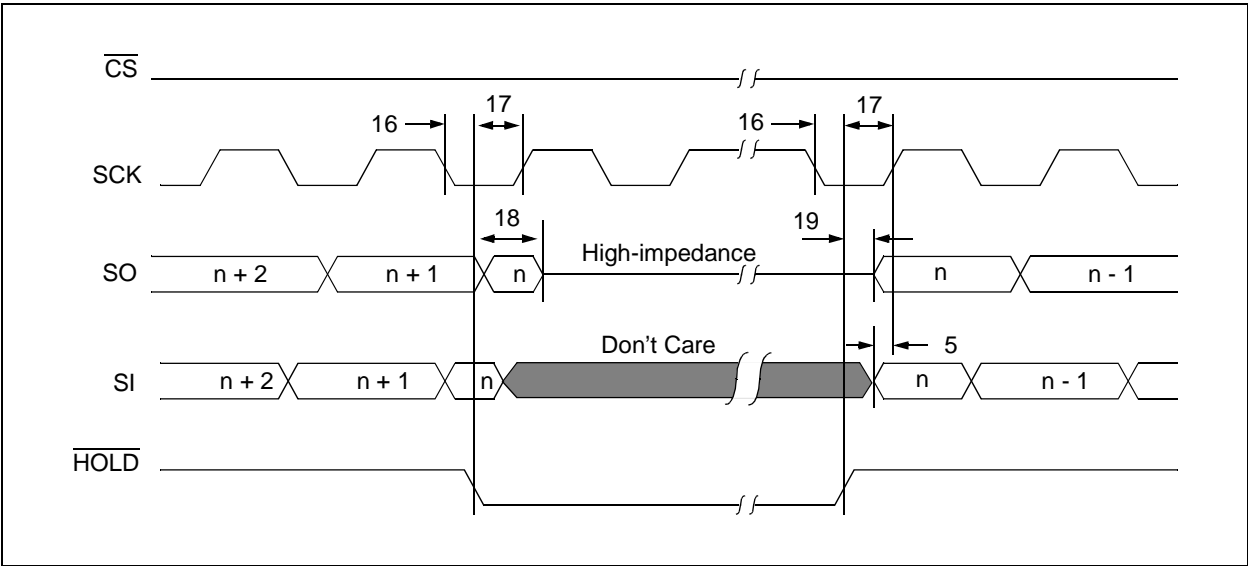 CS
16 17 16 17
SCK
18 19
High-impedance
SO n + 2 n + 1 n n n - 1
Don't Care 5
SI n + 2 n + 1 n n n - 1
HOLD